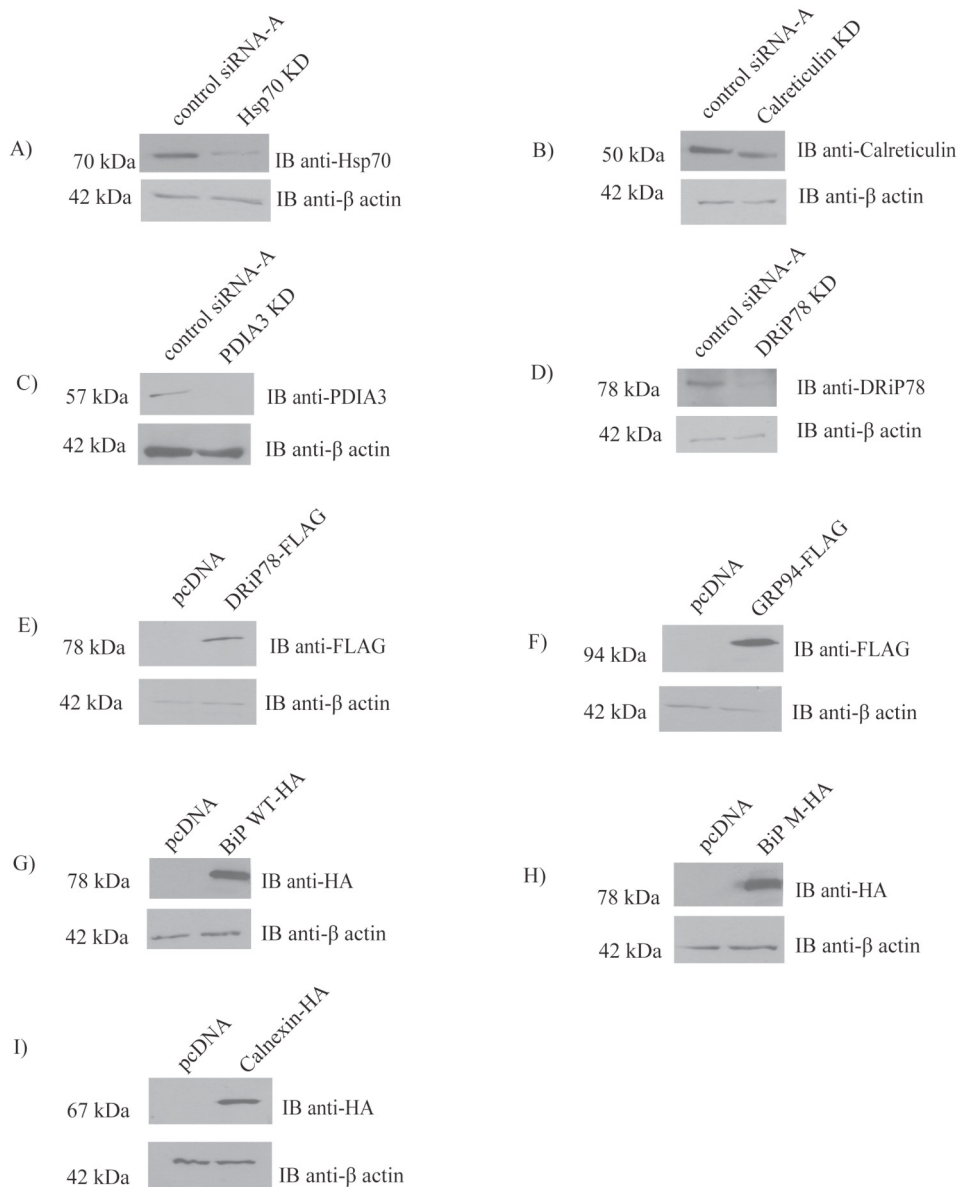 A)
control siRNA-A
Hsp70 KD
70 kDa
IB anti-Hsp70
42 kDa
IB anti-β actin
B)
control siRNA-A
Calreticulin KD
50 kDa
IB anti-Calreticulin
42 kDa
IB anti-β actin
C)
control siRNA-A
PDIA3 KD
57 kDa
IB anti-PDIA3
42 kDa
IB anti-β actin
D)
control siRNA-A
DRiP78 KD
78 kDa
IB anti-DRiP78
42 kDa
IB anti-β actin
E)
pcDNA
DRiP78-FLAG
78 kDa
IB anti-FLAG
42 kDa
IB anti-β actin
F)
pcDNA
GRP94-FLAG
94 kDa
IB anti-FLAG
42 kDa
IB anti-β actin
G)
pcDNA
BiP WT-HA
78 kDa
IB anti-HA
42 kDa
IB anti-β actin
H)
pcDNA
BiP M-HA
78 kDa
IB anti-HA
42 kDa
IB anti-β actin
I)
pcDNA
Calnexin-HA
67 kDa
IB anti-HA
42 kDa
IB anti-β actin